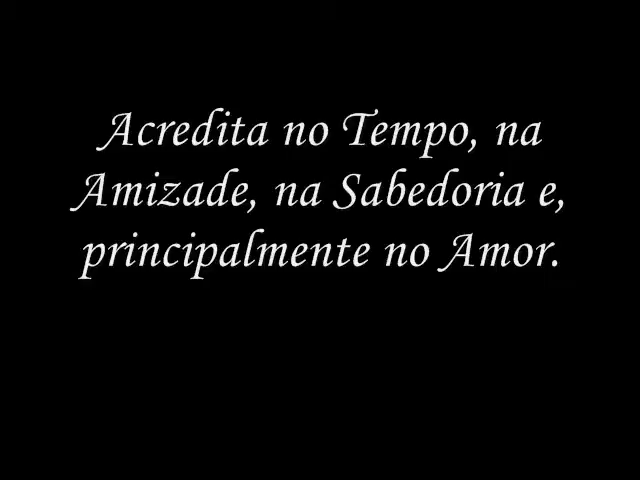 Acredita no Tempo, na
Amizade, na Sabedoria e,
principalmente no Amor.